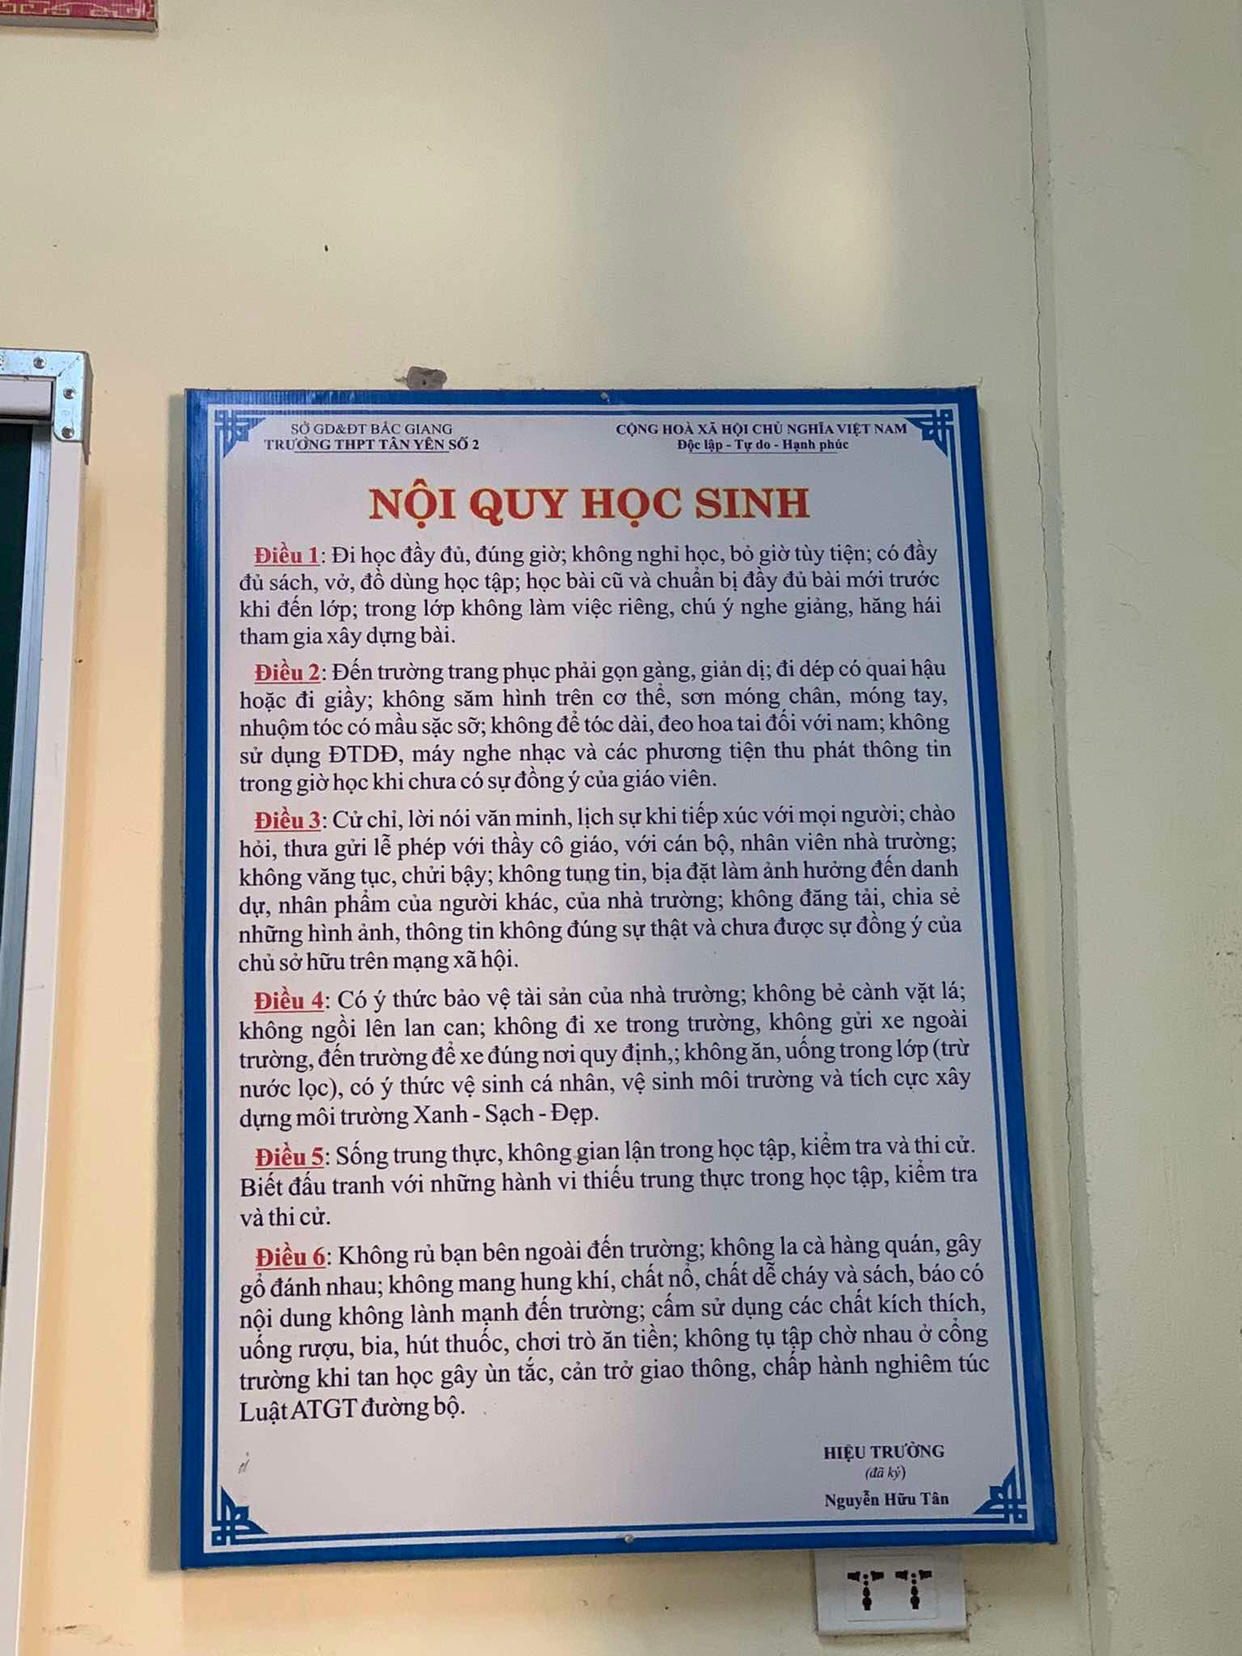 SỞ GD&ĐT BẮC GIANG
TRƯỜNG THPT TÂN YÊN SỐ 2
CỘNG HOÀ XÃ HỘI CHỦ NGHĨA VIỆT NAM
Độc lập - Tự do - Hạnh phúc
NỘI QUY HỌC SINH
Điều 1: Đi học đầy đủ, đúng giờ; không nghỉ học, bỏ giờ tùy tiện; có đầy
đủ sách, vở, đồ dùng học tập; học bài cũ và chuẩn bị đầy đủ bài mới trước
khi đến lớp; trong lớp không làm việc riêng, chú ý nghe giảng, hăng hái
tham gia xây dựng bài.
Điều 2: Đến trường trang phục phải gọn gàng, giản dị; đi dép có quai hậu
hoặc đi giầy; không săm hình trên cơ thể, sơn móng chân, móng tay,
nhuộm tóc có mầu sặc sỡ; không để tóc dài, đeo hoa tai đối với nam; không
sử dụng ĐTDĐ, máy nghe nhạc và các phương tiện thu phát thông tin
trong giờ học khi chưa có sự đồng ý của giáo viên.
Điều 3: Cử chỉ, lời nói văn minh, lịch sự khi tiếp xúc với mọi người; chào
hỏi, thưa gửi lễ phép với thầy cô giáo, với cán bộ, nhân viên nhà trường;
không văng tục, chửi bậy; không tung tin, bịa đặt làm ảnh hưởng đến danh
dự, nhân phẩm của người khác, của nhà trường; không đăng tải, chia sẻ
những hình ảnh, thông tin không đúng sự thật và chưa được sự đồng ý của
chủ sở hữu trên mạng xã hội.
Điều 4: Có ý thức bảo vệ tài sản của nhà trường; không bẻ cành vặt lá;
không ngồi lên lan can; không đi xe trong trường, không gửi xe ngoài
trường, đến trường để xe đúng nơi quy định,; không ăn, uống trong lớp (trừ
nước lọc), có ý thức vệ sinh cá nhân, vệ sinh môi trường và tích cực xây
dựng môi trường Xanh - Sạch - Đẹp.
Điều 5: Sống trung thực, không gian lận trong học tập, kiểm tra và thi cử.
Biết đấu tranh với những hành vi thiếu trung thực trong học tập, kiểm tra
và thi cử.
Điều 6: Không rủ bạn bên ngoài đến trường; không la cà hàng quán, gây
gổ đánh nhau; không mang hung khí, chất nổ, chất dễ cháy và sách, báo có
nội dung không lành mạnh đến trường; cấm sử dụng các chất kích thích,
uống rượu, bia, hút thuốc, chơi trò ăn tiền; không tụ tập chờ nhau ở cổng
trường khi tan học gây ùn tắc, cản trở giao thông, chấp hành nghiêm túc
Luật ATGT đường bộ.
HIỆU TRƯỞNG
(đã ký)
Nguyễn Hữu Tân